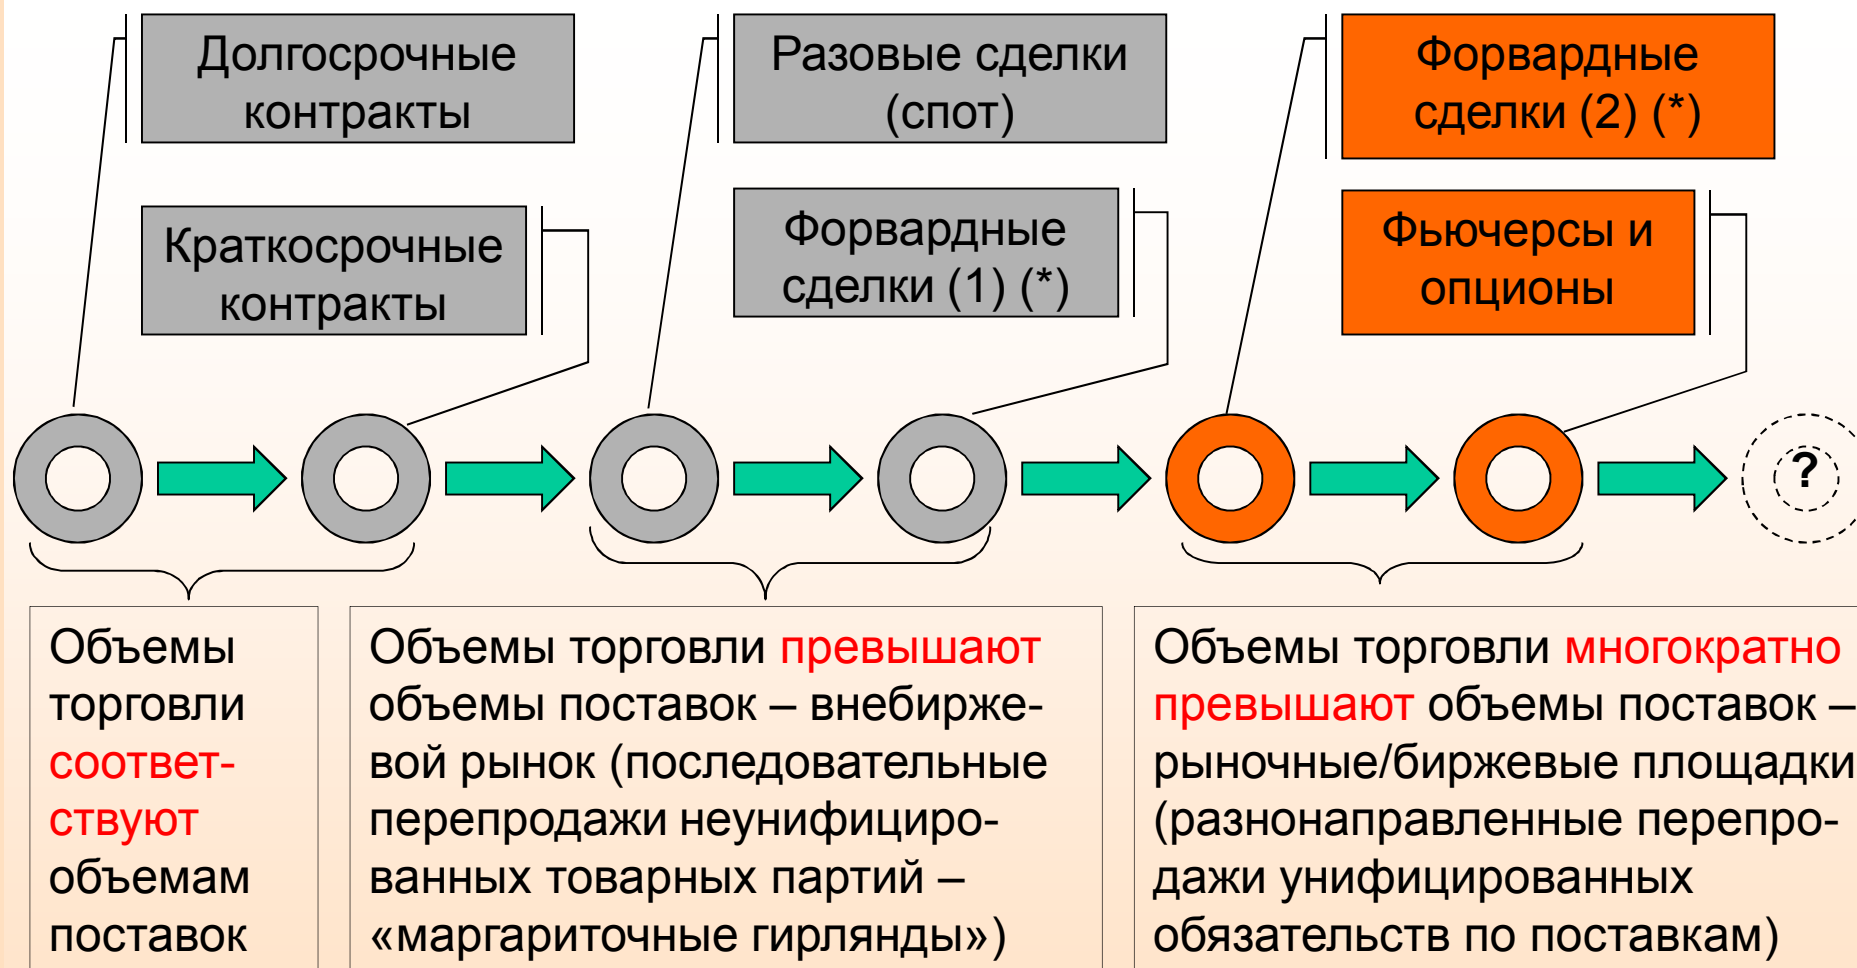 Долгосрочные
контракты
Разовые сделки
(спот)
Форвардные
сделки (2) (*)
Краткосрочные
контракты
Форвардные
сделки (1) (*)
Фьючерсы и
опционы
?
Объемы
торговли
соответ-
ствуют
объемам
поставок
Объемы торговли превышают
объемы поставок – внебирже-
вой рынок (последовательные
перепродажи неунифициро-
ванных товарных партий –
«маргариточные гирлянды»)
Объемы торговли многократно
превышают объемы поставок –
рыночные/биржевые площадки
(разнонаправленные перепро-
дажи унифицированных
обязательств по поставкам)